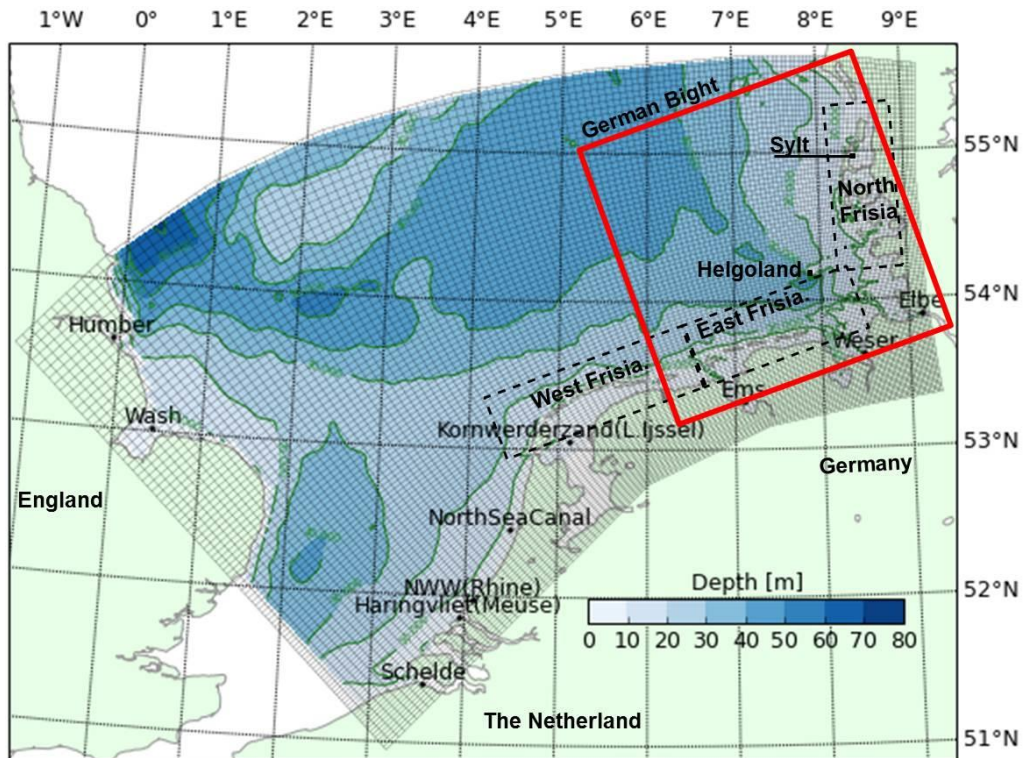 1°W 0° 1°E 2°E 3°E 4°E 5°E 6°E 7°E 8°E 9°E
German Bight
55°N
Sylt
North
Frisia
Helgoland
54°N
Elbe
East Frisia.
Humber
Weser
West Frisia.
Ems
Wash
Kornwerderzand(L.Ijssel)
53°N
Germany
England
NorthSeaCanal
NWW(Rhine)
52°N
Depth [m]
Haringvliet(Meuse)
0 10 20 30 40 50 60 70 80
Schelde
The Netherland
51°N